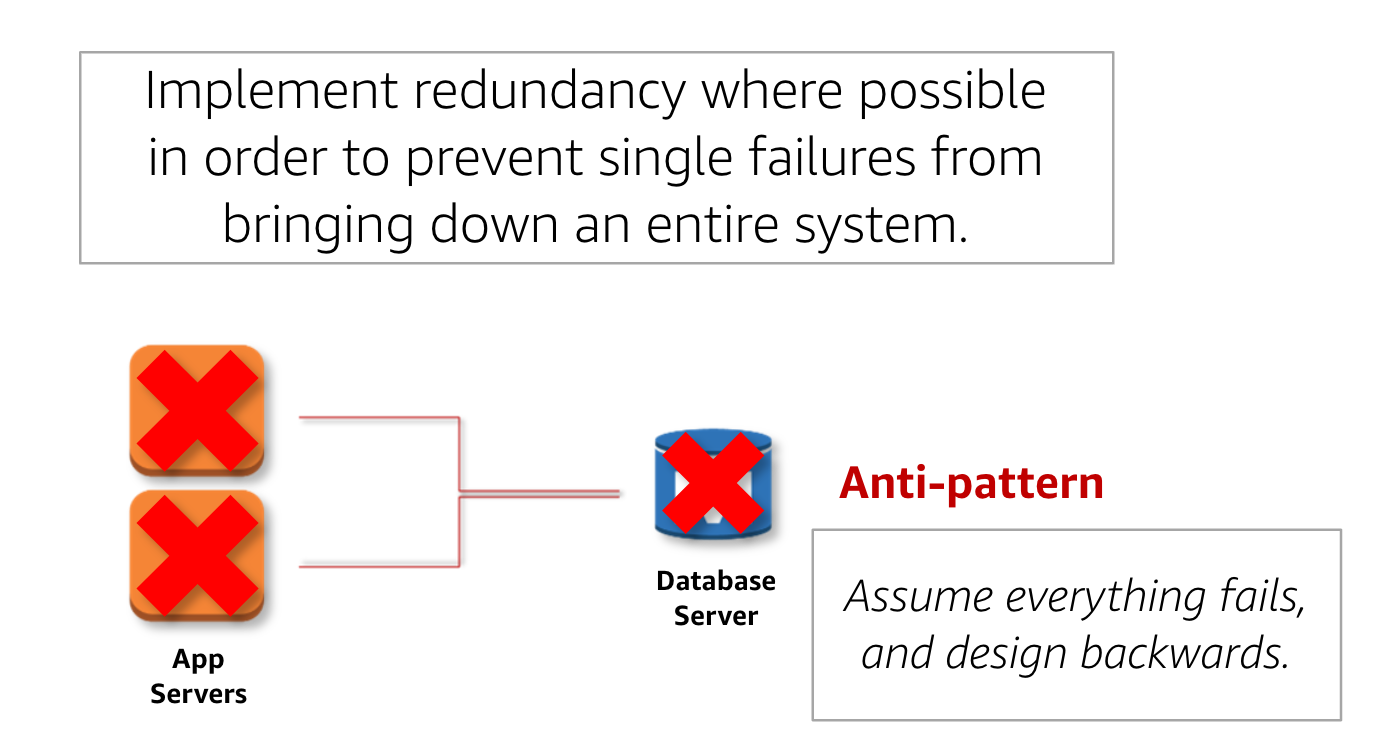 Implement redundancy where possible
in order to prevent single failures from
bringing down an entire system.
Anti-pattern
Database
Server
Assume everything fails,
and design backwards.
App
Servers